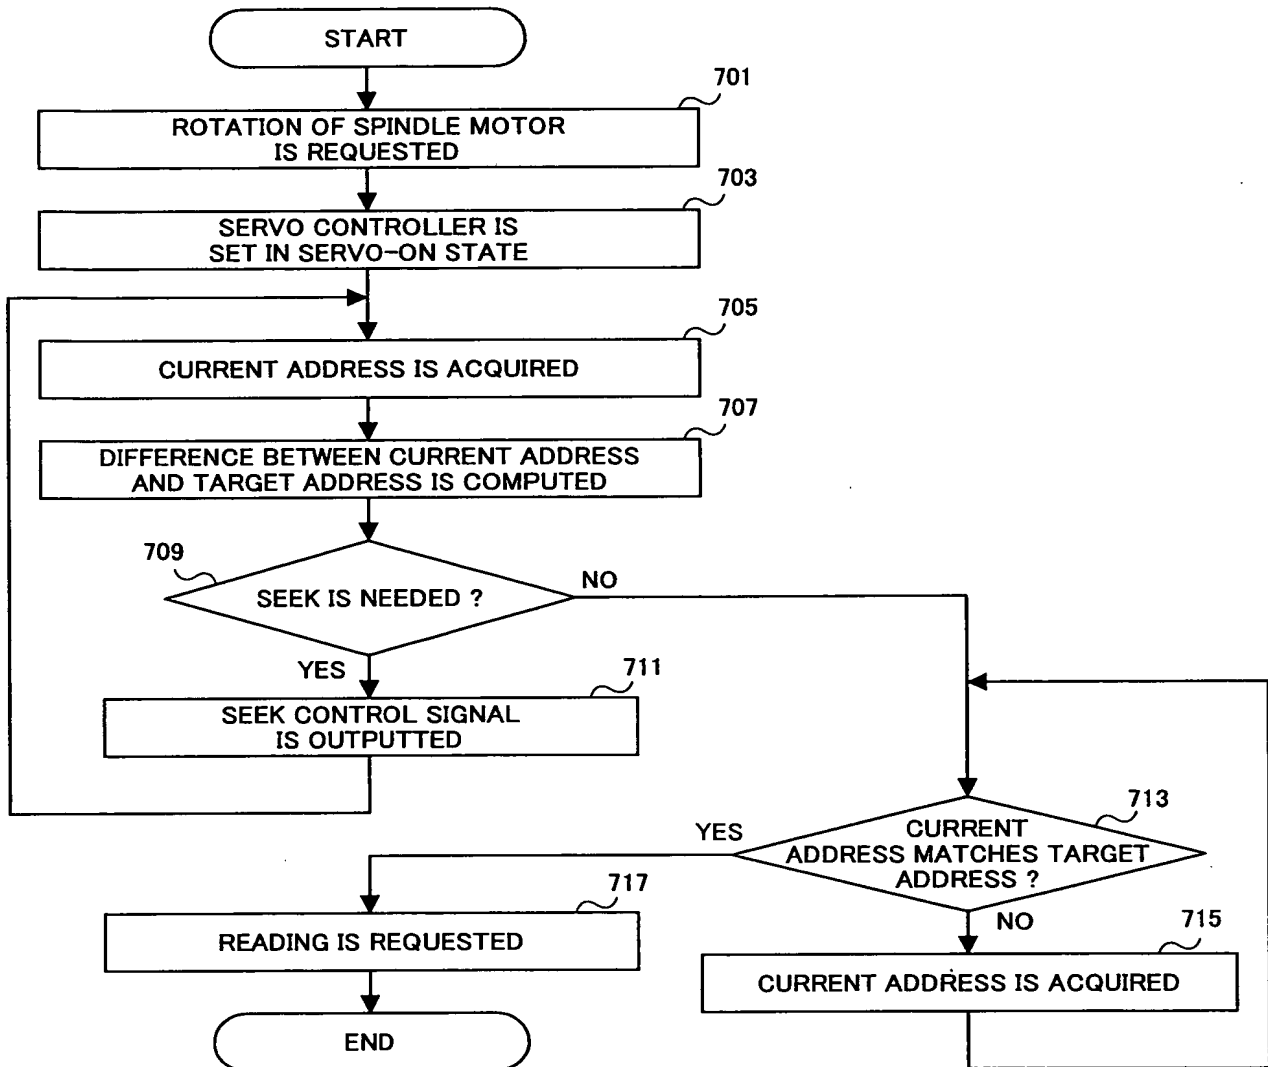 START
701
ROTATION OF SPINDLE MOTOR
IS REQUESTED
703
SERVO CONTROLLER IS
SET IN SERVO-ON STATE
705
CURRENT ADDRESS IS ACQUIRED
707
DIFFERENCE BETWEEN CURRENT ADDRESS
AND TARGET ADDRESS IS COMPUTED
709
SEEK IS NEEDED ?
NO
YES
711
SEEK CONTROL SIGNAL
IS OUTPUTTED
713
YES
CURRENT
ADDRESS MATCHES TARGET
ADDRESS ?
NO
717
READING IS REQUESTED
715
CURRENT ADDRESS IS ACQUIRED
END